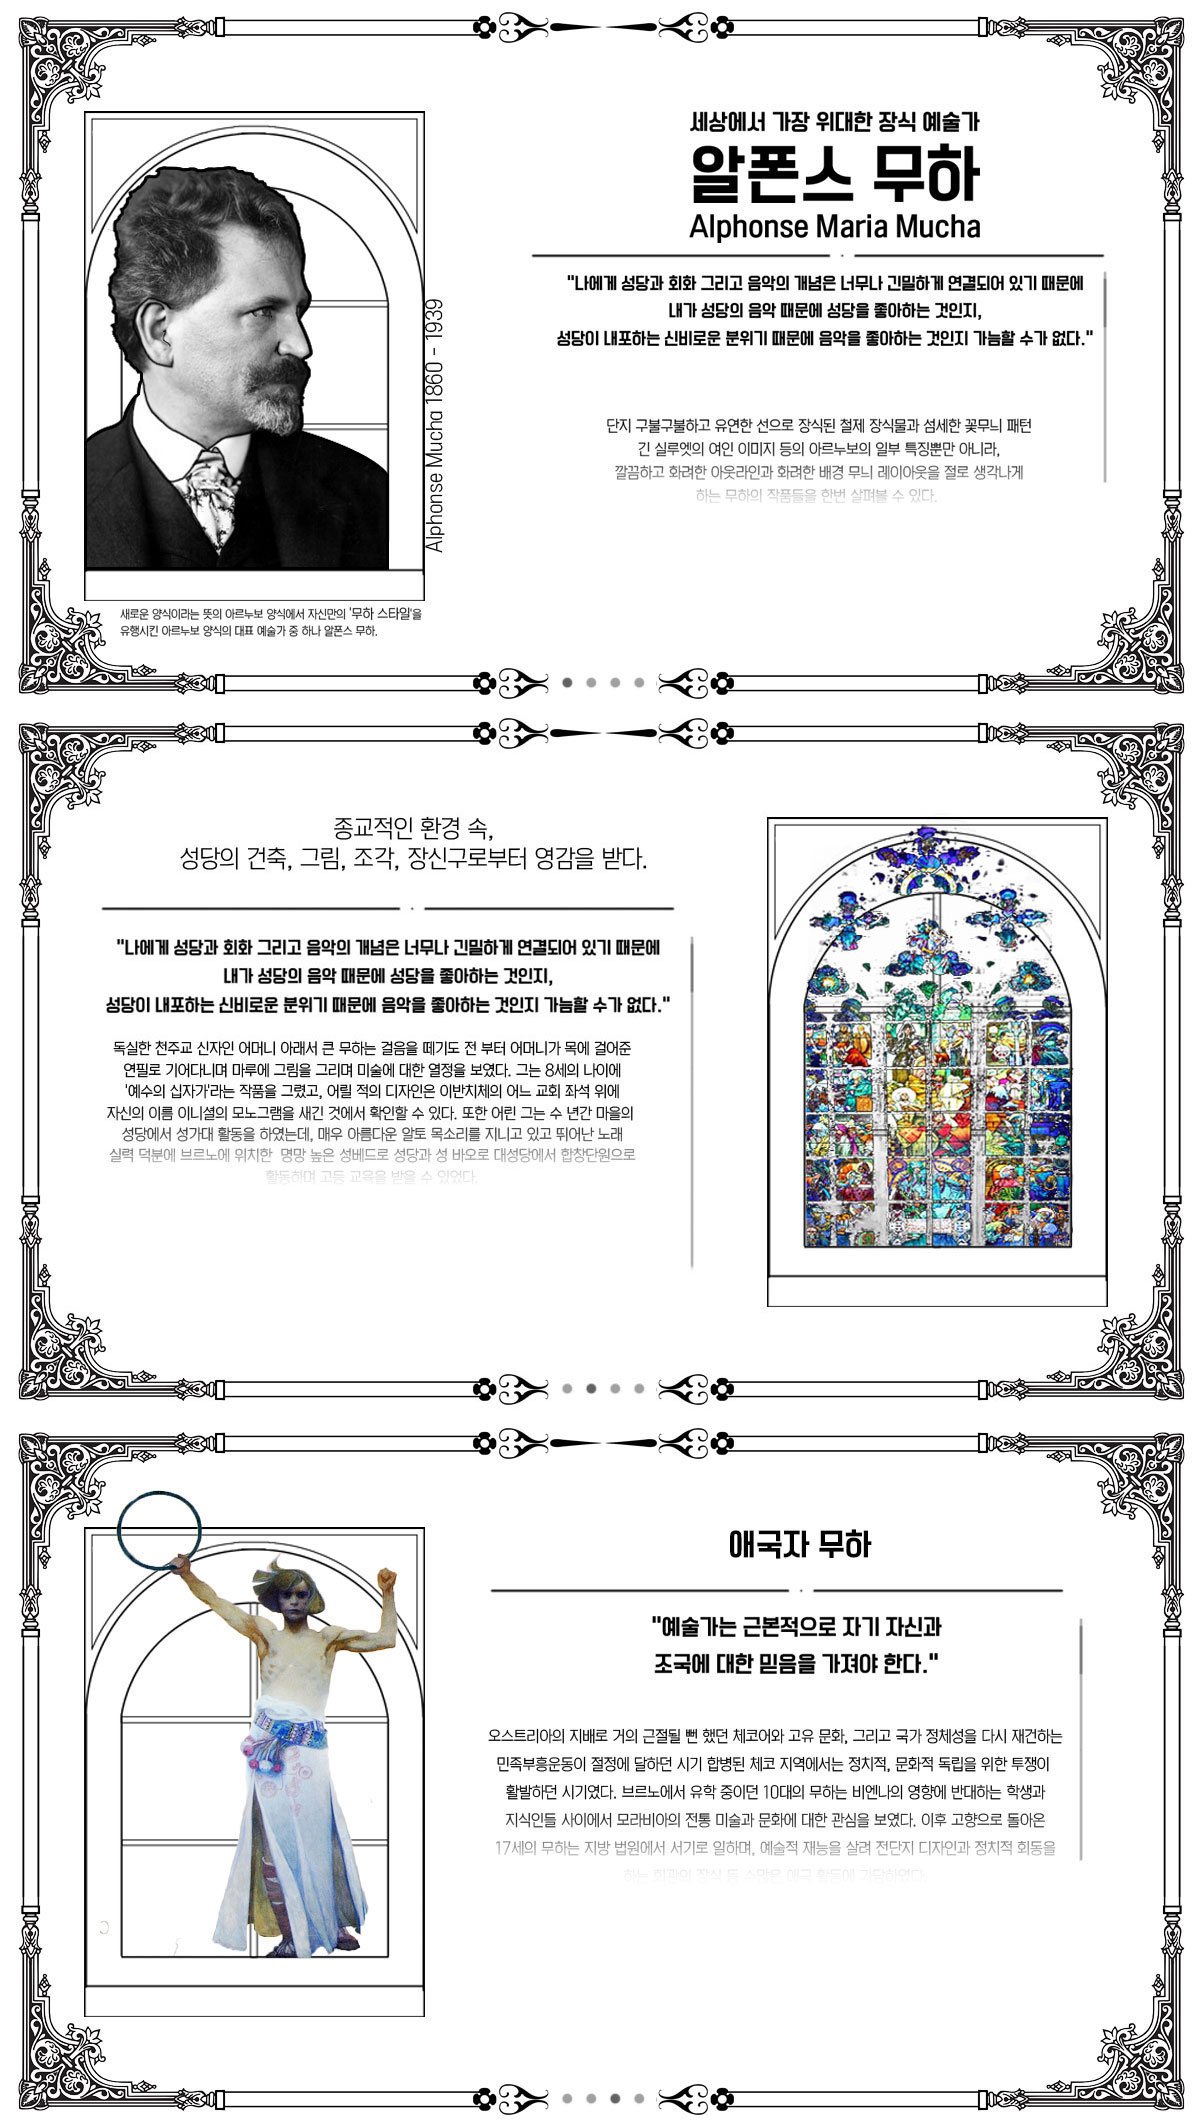 세상에서 가장 위대한 장식 예술가
알폰스 무하
Alphonse Maria Mucha
"나에게 성당과 회화 그리고 음악의 개념은 너무나 긴밀하게 연결되어 있기 때문에
내가 성당의 음악 때문에 성당을 좋아하는 것인지,
성당이 내포하는 신비로운 분위기 때문에 음악을 좋아하는 것인지 가늠할 수가 없다."
단지 구불구불하고 유연한 선으로 장식된 철제 장식물과 섬세한 꽃무늬 패턴
긴 실루엣의 여인 이미지 등의 아르누보의 일부 특징뿐만 아니라,
깔끔하고 화려한 아웃라인과 화려한 배경 무늬 레이아웃을 절로 생각나게
하는 무하의 작품들을 한번 살펴볼 수 있다.
Alphonse Mucha 1860 - 1939
새로운 양식이라는 뜻의 아르누보 양식에서 자신만의 '무하 스타일'을
유행시킨 아르누보 양식의 대표 예술가 중 하나 알폰스 무하.
종교적인 환경 속,
성당의 건축, 그림, 조각, 장신구로부터 영감을 받다.
"나에게 성당과 회화 그리고 음악의 개념은 너무나 긴밀하게 연결되어 있기 때문에
내가 성당의 음악 때문에 성당을 좋아하는 것인지,
성당이 내포하는 신비로운 분위기 때문에 음악을 좋아하는 것인지 가늠할 수가 없다."
독실한 천주교 신자인 어머니 아래서 큰 무하는 걸음을 떼기도 전 부터 어머니가 목에 걸어준
연필로 기어다니며 마루에 그림을 그리며 미술에 대한 열정을 보였다. 그는 8세의 나이에
'예수의 십자가'라는 작품을 그렸고, 어릴 적의 디자인은 이반치체의 어느 교회 좌석 위에
자신의 이름 이니셜의 모노그램을 새긴 것에서 확인할 수 있다. 또한 어린 그는 수 년간 마을의
성당에서 성가대 활동을 하였는데, 매우 아름다운 알토 목소리를 지니고 있고 뛰어난 노래
실력 덕분에 브르노에 위치한 명망 높은 성베드로 성당과 성 바오로 대성당에서 합창단원으로
활동하며 고등 교육을 받을 수 있었다.
애국자 무하
"예술가는 근본적으로 자기 자신과
조국에 대한 믿음을 가져야 한다."
오스트리아의 지배로 거의 근절될 뻔 했던 체코어와 고유 문화, 그리고 국가 정체성을 다시 재건하는
민족부흥운동이 절정에 달하던 시기 합병된 체코 지역에서는 정치적, 문화적 독립을 위한 투쟁이
활발하던 시기였다. 브르노에서 유학 중이던 10대의 무하는 비엔나의 영향에 반대하는 학생과
지식인들 사이에서 모라비아의 전통 미술과 문화에 대한 관심을 보였다. 이후 고향으로 돌아온
17세의 무하는 지방 법원에서 서기로 일하며, 예술적 재능을 살려 전단지 디자인과 정치적 회동을
하는 회관의 장식 등 애국 활동에 가담하였다.